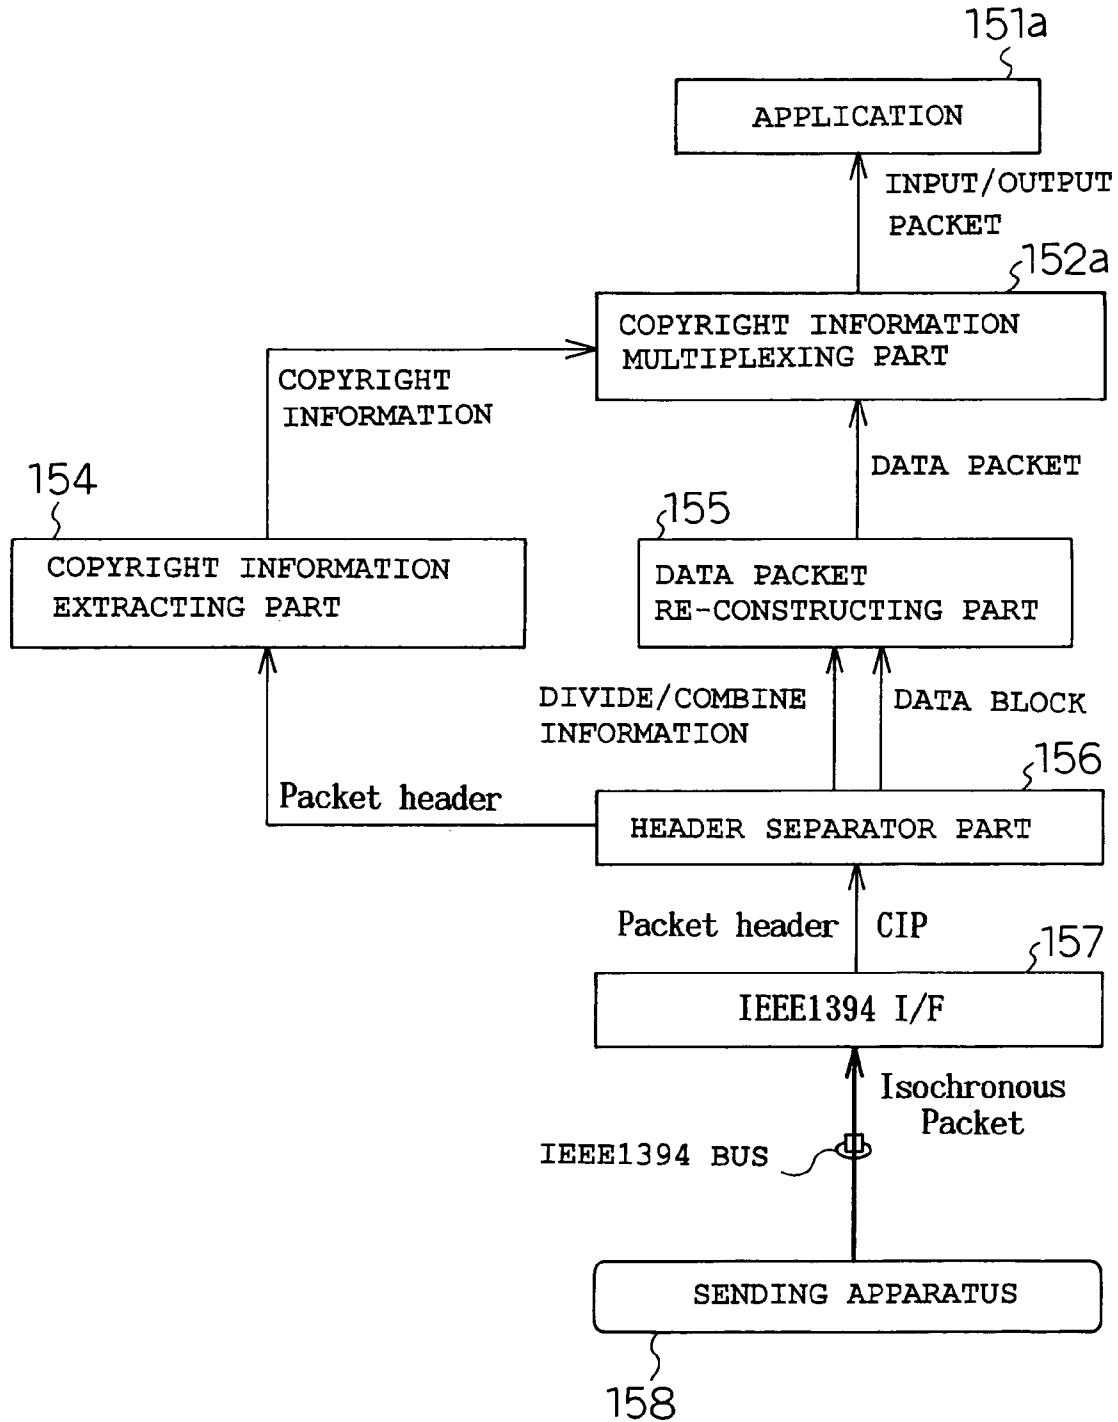 151a
APPLICATION
INPUT/OUTPUT
PACKET
152a
COPYRIGHT INFORMATION
MULTIPLEXING PART
COPYRIGHT
INFORMATION
DATA PACKET
154
155
COPYRIGHT INFORMATION
EXTRACTING PART
DATA PACKET
RE-CONSTRUCTING PART
DIVIDE/COMBINE
INFORMATION
DATA BLOCK
156
Packet header
HEADER SEPARATOR PART
Packet header
CIP
157
IEEE1394 I/F
Isochronous
Packet
IEEE1394 BUS
SENDING APPARATUS
158